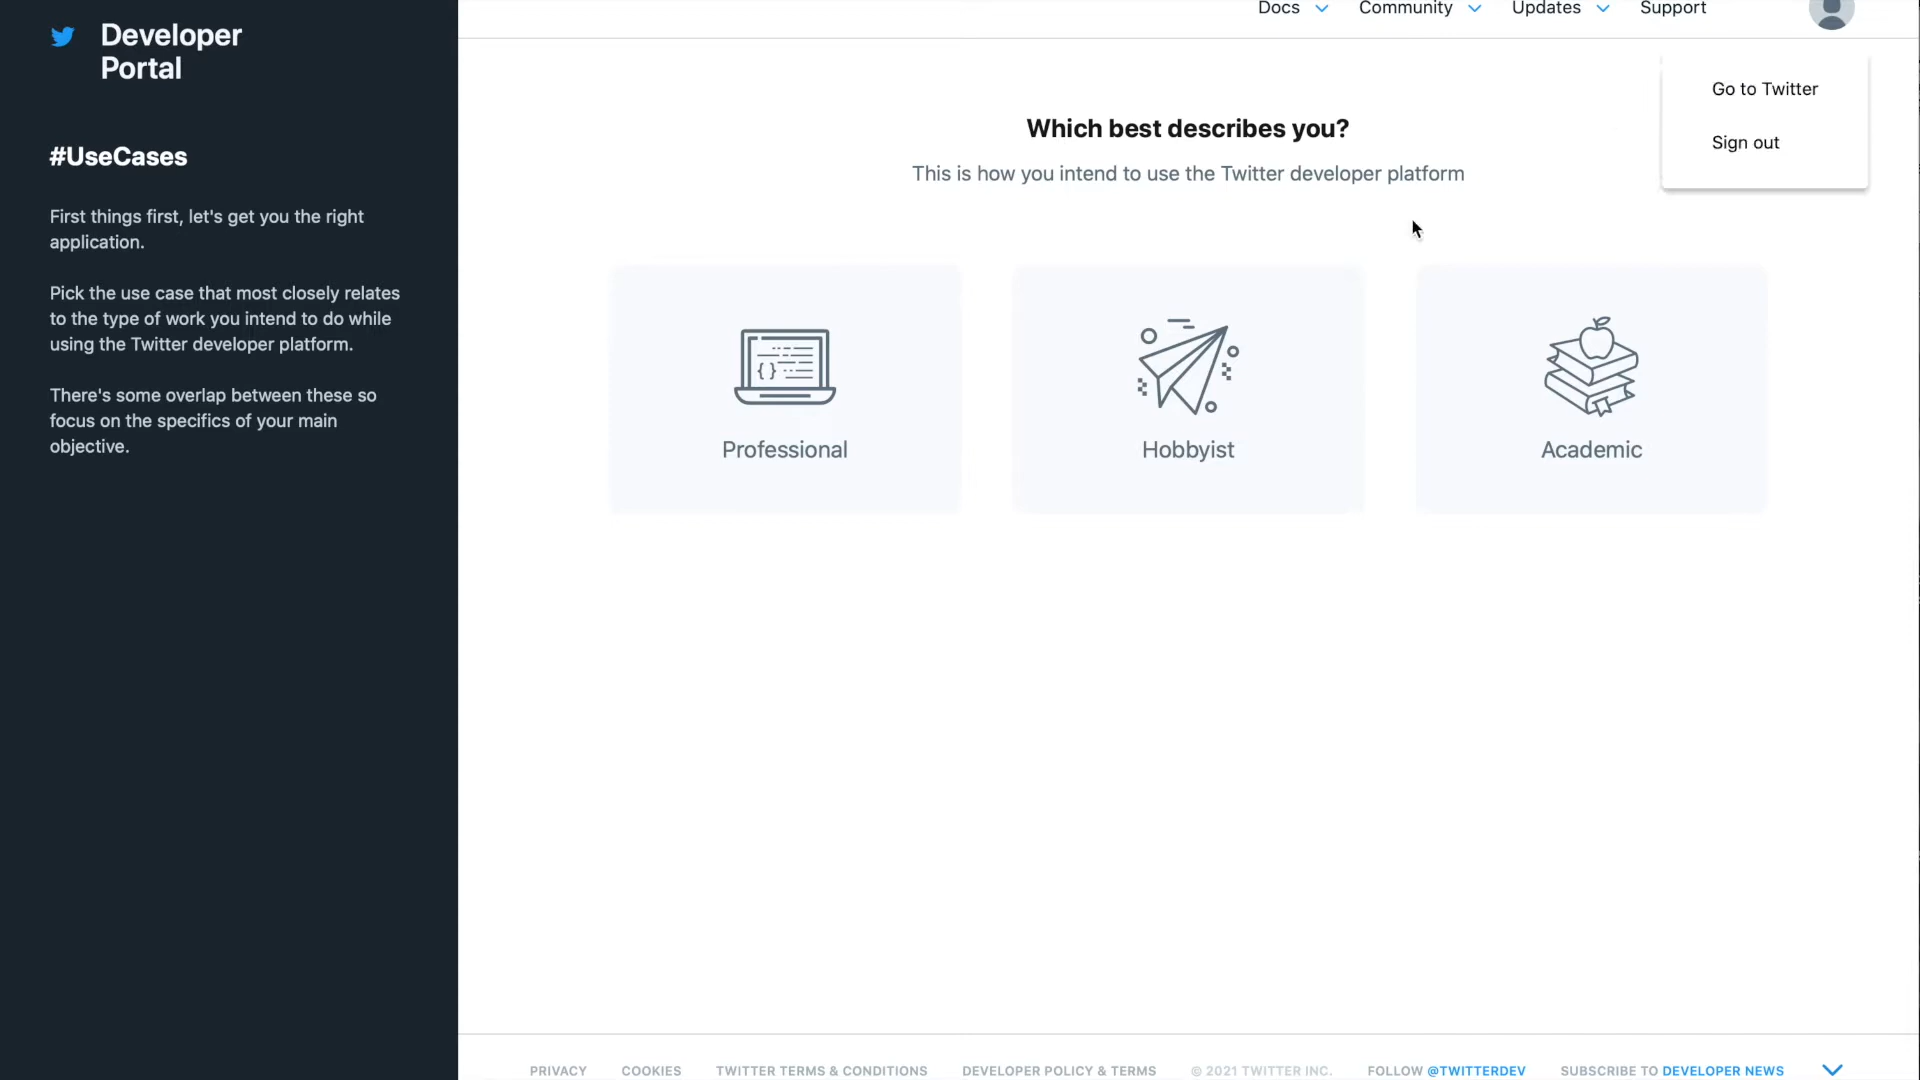 Developer
Portal
#UseCases
First things first, let's get you the right
application.
Pick the use case that most closely relates
to the type of work you intend to do while
using the Twitter developer platform.
There's some overlap between these so
focus on the specifics of your main
objective.
Docs Community Updates Support
Go to Twitter
Sign out
Which best describes you?
This is how you intend to use the Twitter developer platform
{}
Professional
Hobbyist
Academic
PRIVACY COOKIES TWITTER TERMS & CONDITIONS DEVELOPER POLICY & TERMS © 2021 TWITTER INC. FOLLOW @TWITTERDEV SUBSCRIBE TO DEVELOPER NEWS